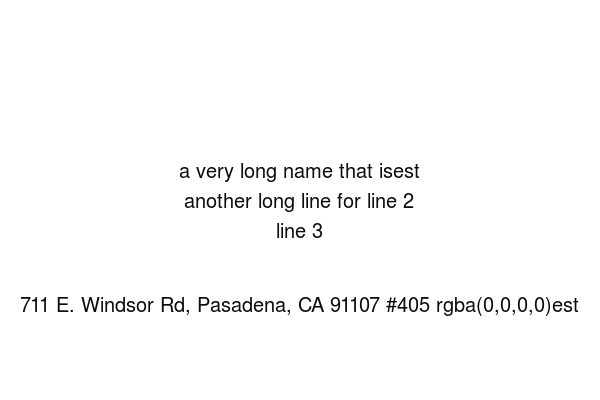 a very long name that isest
another long line for line 2
line 3
711 E. Windsor Rd, Pasadena, CA 91107 #405 rgba(0,0,0,0)est